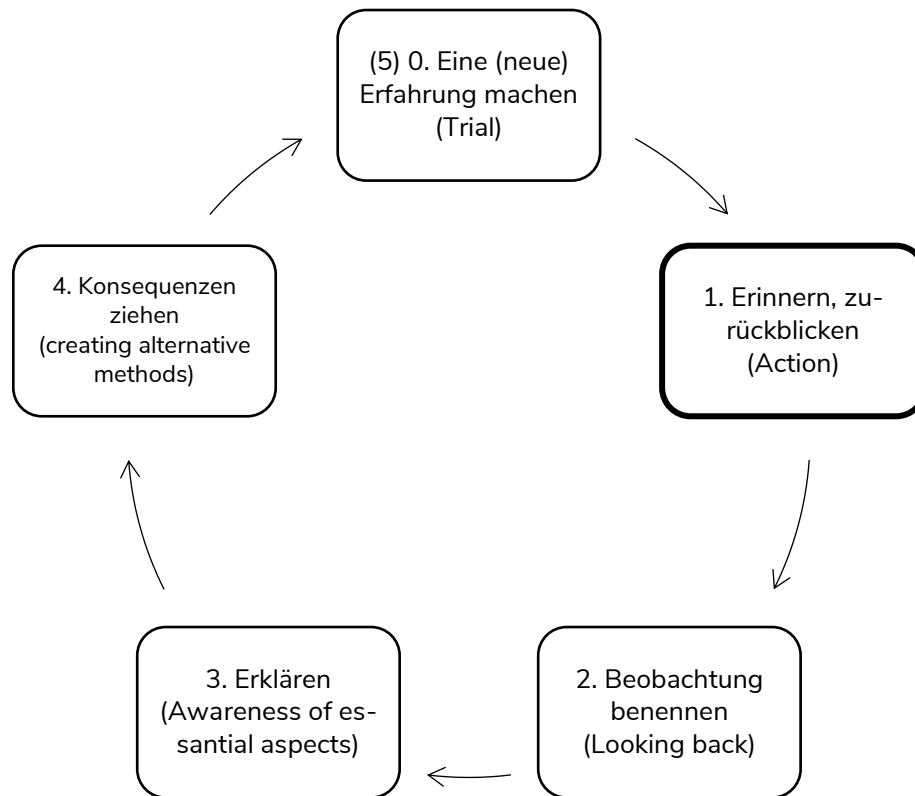 (5) 0. Eine (neue)
Erfahrung machen
(Trial)
1. Erinnern, zu-
rückblicken
(Action)
2. Beobachtung
benennen
(Looking back)
3. Erklären
(Awareness of es-
santial aspects)
4. Konsequenzen
ziehen
(creating alternative
methods)